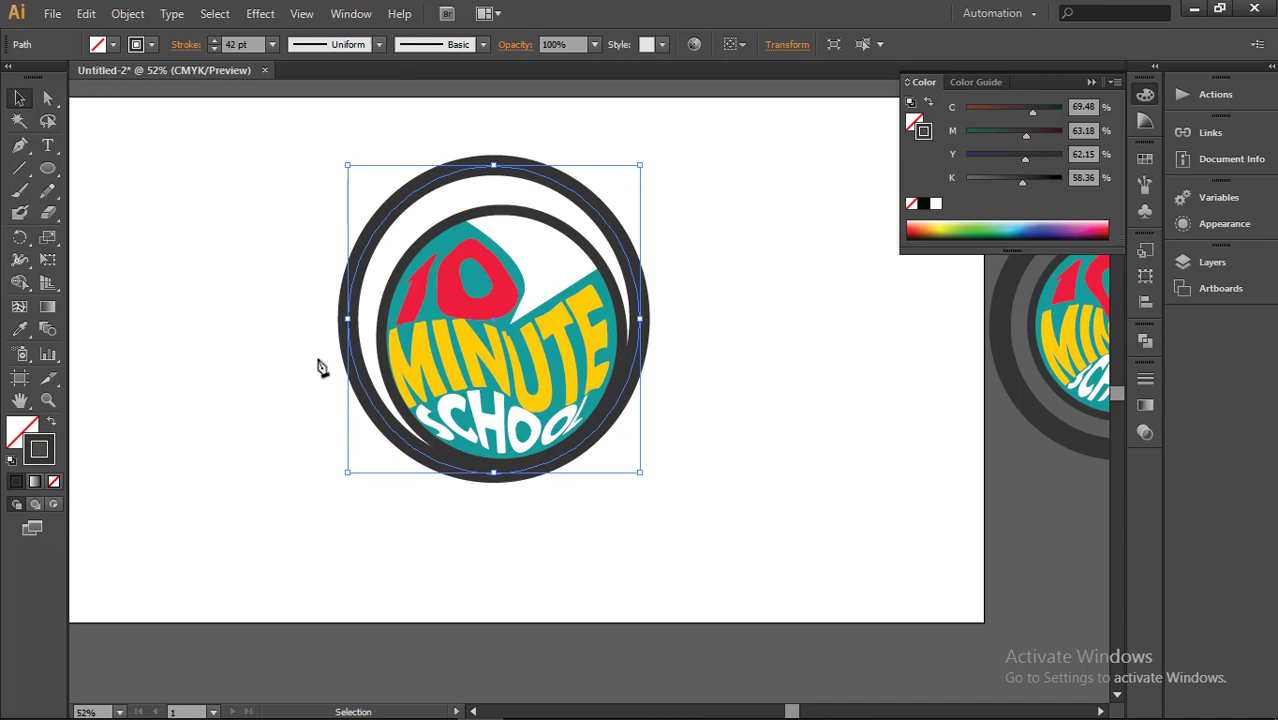 Ai File Edit Object Type Select Effect View Window Help Br Automation
Path Stroke: 42 pt Uniform Basic Opacity: 100% Style: Transform
Untitled-2* @ 52% (CMYK/Preview) ×
Color Color Guide
C 69.48 %
M 63.18 %
Y 62.15 %
K 58.36 %
Actions
Links
Document Info
Variables
Appearance
Layers
Artboards
T
10
MINUTE
SCHOOL
Activate Windows
Go to Settings to activate Windows.
52% 1 Selection